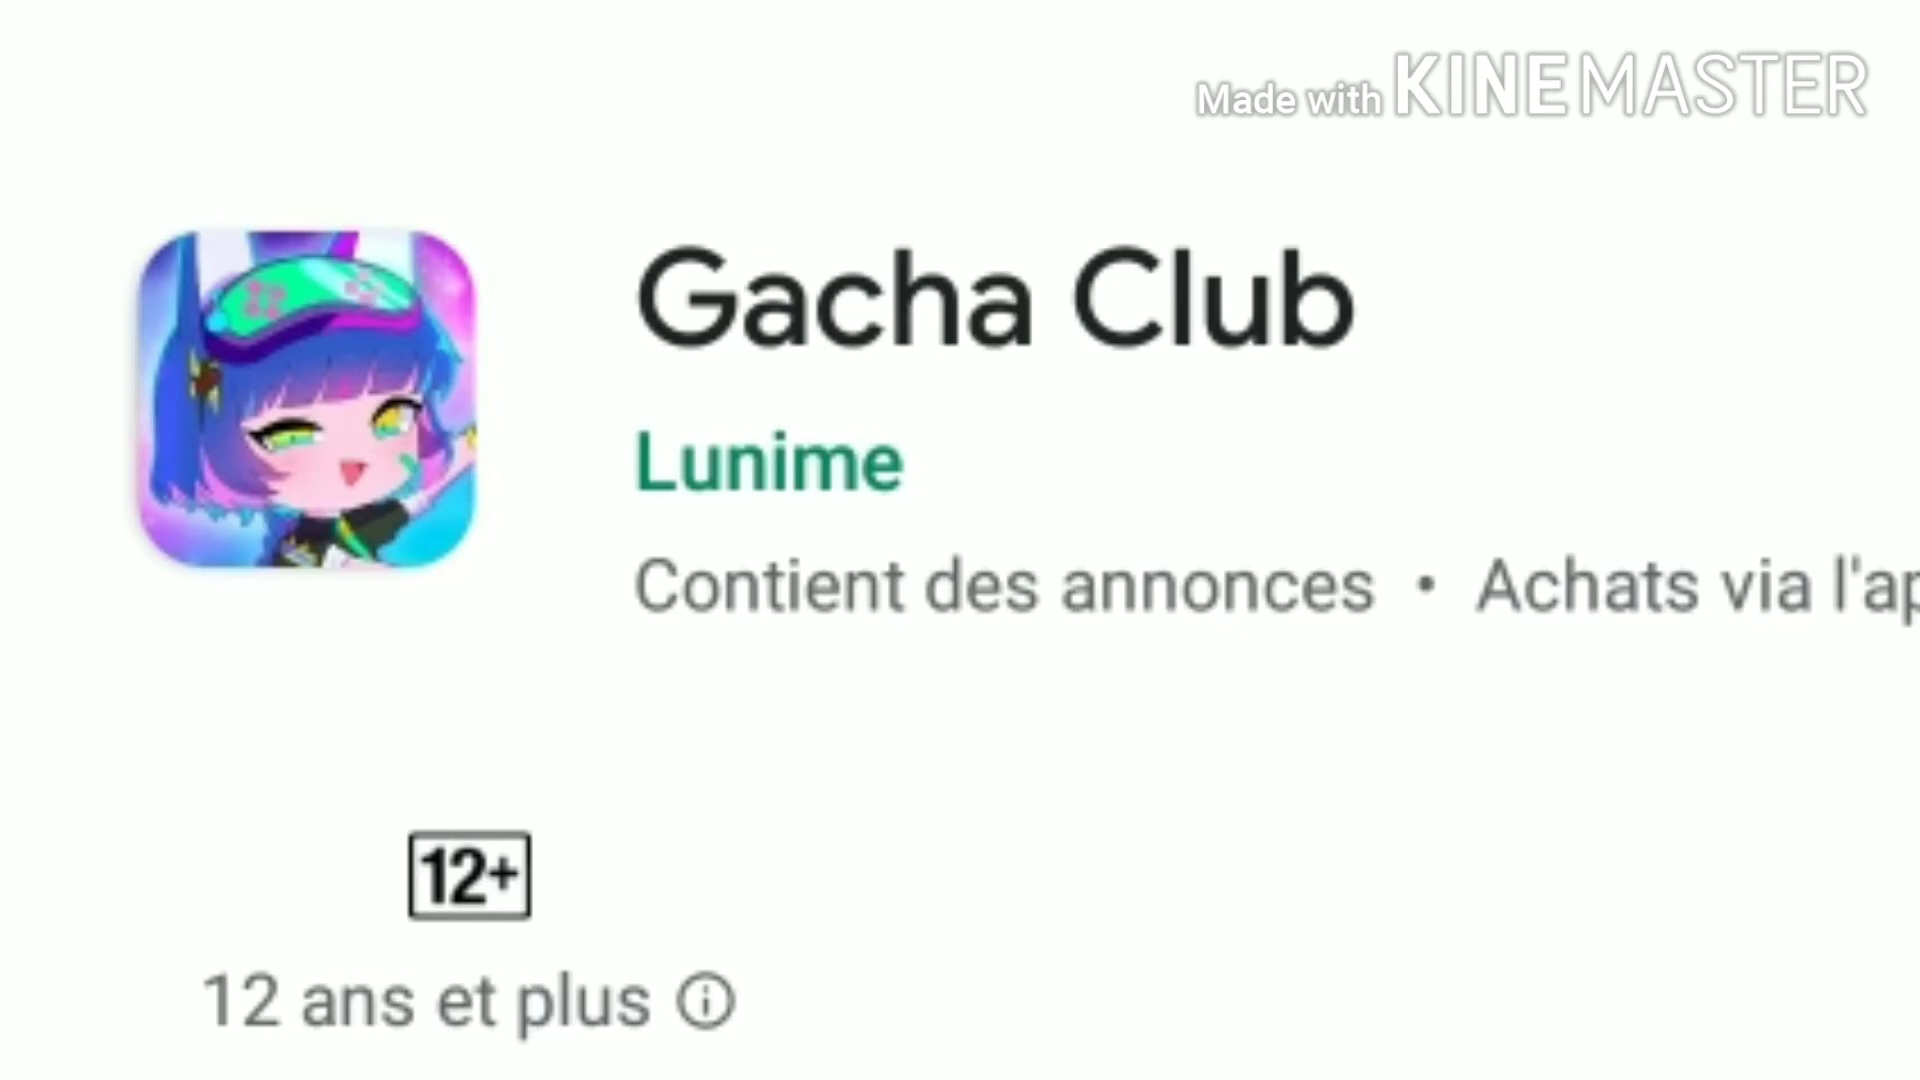 Made with KINEMASTER
Gacha Club
Lunime
Contient des annonces • Achats via l'ap
12+
12 ans et plus